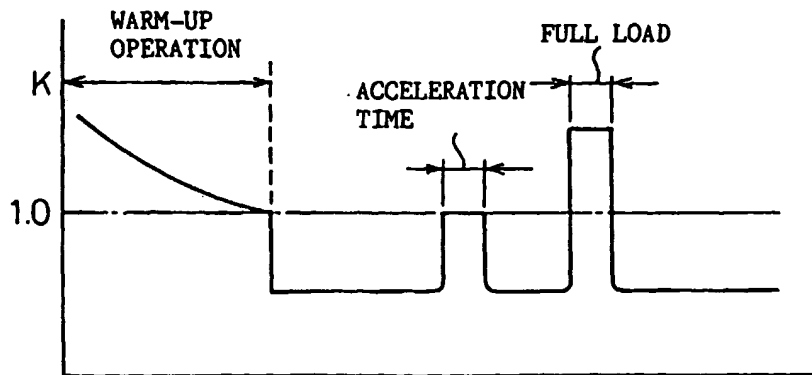 WARM-UP
OPERATION
FULL LOAD
K
ACCELERATION
TIME
1.0